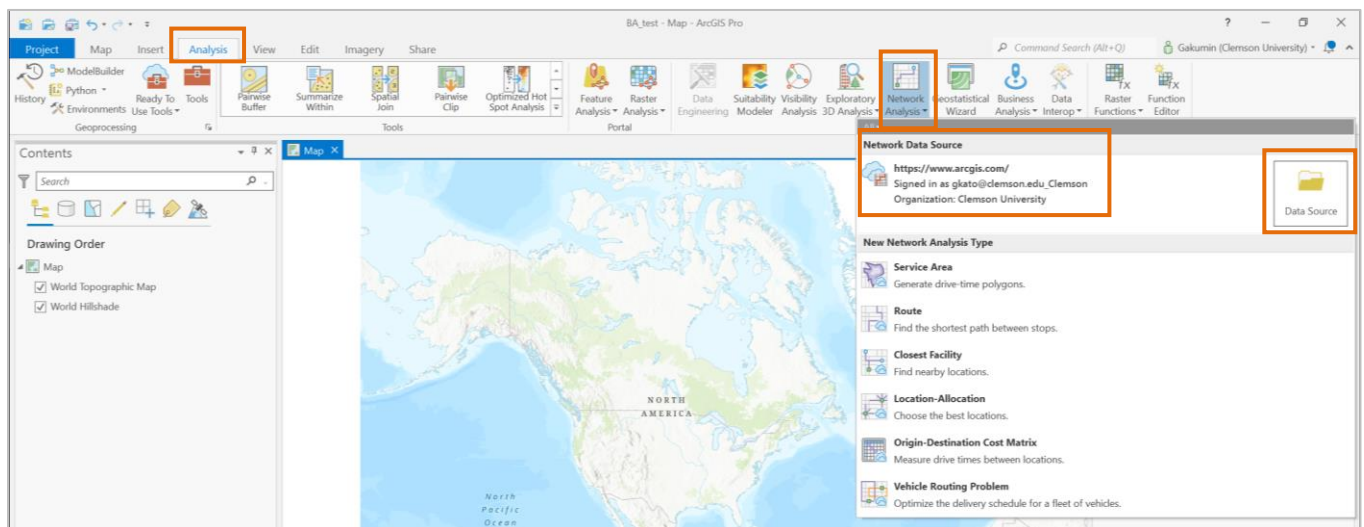 BA_test - Map - ArcGIS Pro
?
Project Map Insert Analysis View Edit Imagery Share
Command Search (Alt+Q)
Gakumin (Clemson University)
History
ModelBuilder
Python
Environments
Ready To
Use Tools
Tools
Geoprocessing
Pairwise
Buffer
Summarize
Within
Spatial
Join
Pairwise
Clip
Optimized Hot
Spot Analysis
Tools
Feature
Analysis
Raster
Analysis
Portal
Data
Engineering
Suitability
Modeler
Visibility
Analysis
Exploratory
3D Analysis
Network
Analysis
Geostatistical
Wizard
Business
Analysis
Data
Interop
Raster
Functions
Function
Editor
Contents
Search
Drawing Order
Map
World Topographic Map
World Hillshade
Map
NORTH
AMERICA
North
Pacific
Ocean
Network Data Source
https://www.arcgis.com/
Signed in as gkato@clemson.edu_Clemson
Organization: Clemson University
Data Source
New Network Analysis Type
Service Area
Generate drive-time polygons.
Route
Find the shortest path between stops.
Closest Facility
Find nearby locations.
Location-Allocation
Choose the best locations.
Origin-Destination Cost Matrix
Measure drive times between locations.
Vehicle Routing Problem
Optimize the delivery schedule for a fleet of vehicles.